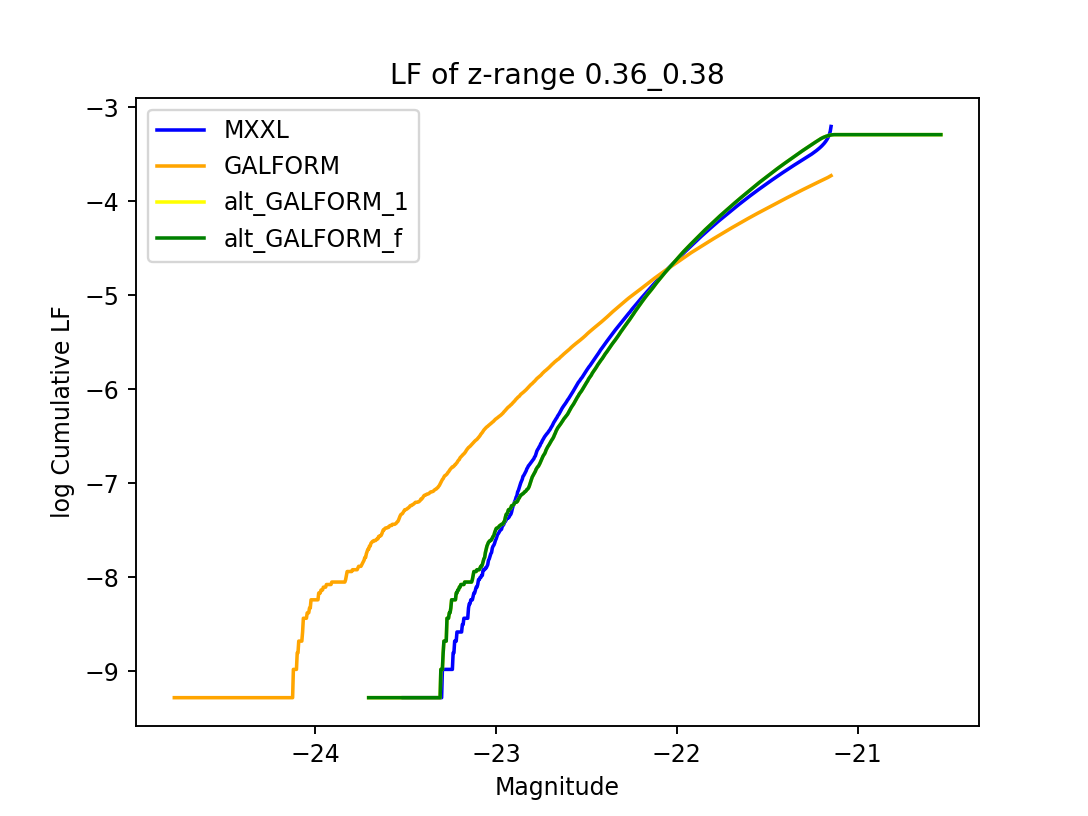 LF of z-range 0.36_0.38
MXXL
GALFORM
alt_GALFORM_1
alt_GALFORM_f
log Cumulative LF
−3
−4
−5
−6
−7
−8
−9
−24
−23
−22
−21
Magnitude